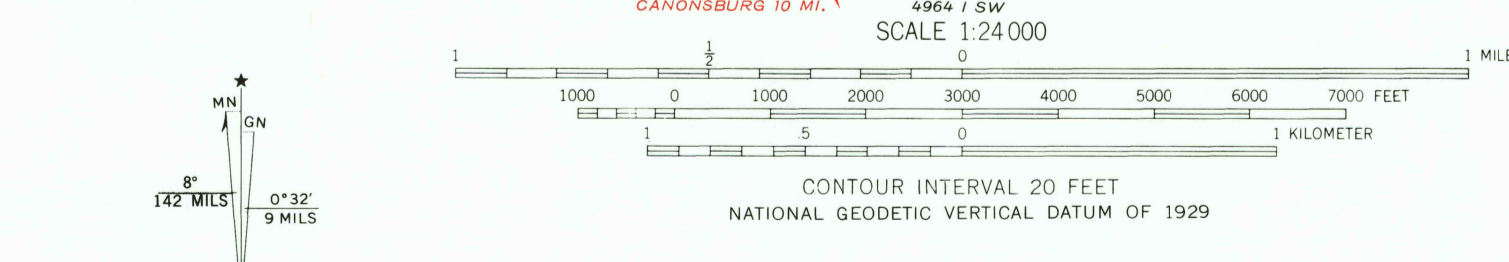 CANONSBURG 10 MI.
4964 I SW
SCALE 1:24 000
1 1/2 0 1 MILE
1000 0 1000 2000 3000 4000 5000 6000 7000 FEET
1 .5 0 1 KILOMETER
CONTOUR INTERVAL 20 FEET
NATIONAL GEODETIC VERTICAL DATUM OF 1929
MN
GN
8°
142 MILS
0°32'
9 MILS